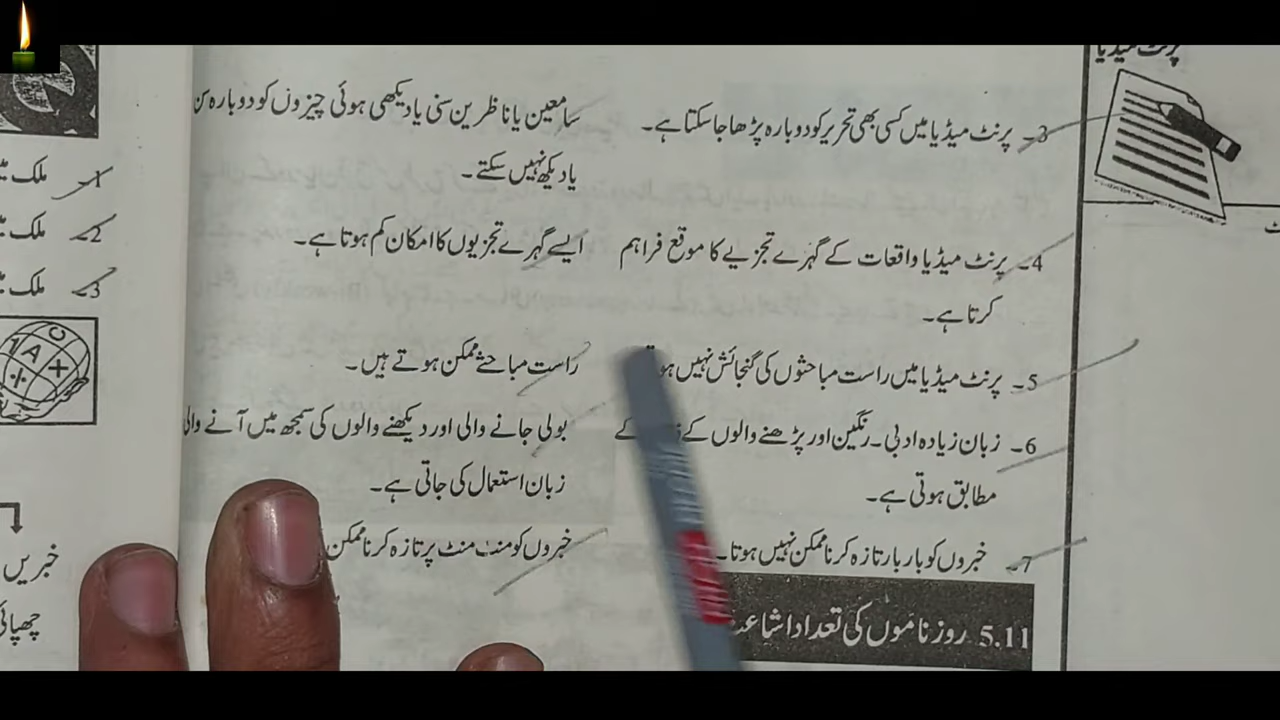 پرنٹ میڈیا
3۔ پرنٹ میڈیا میں کسی بھی تحریر کو دوبارہ پڑھا جا سکتا ہے۔
سامعین یا ناظرین سنی یا دیکھی ہوئی چیزوں کو دوبارہ سن
یا دیکھ نہیں سکتے۔
4۔ پرنٹ میڈیا واقعات کے گہرے تجزیے کا موقع فراہم
کرتا ہے۔
ایسے گہرے تجزیوں کا امکان کم ہوتا ہے۔
5۔ پرنٹ میڈیا میں راست مباحثوں کی گنجائش نہیں
راست مباحثے ممکن ہوتے ہیں۔
6۔ زبان زیادہ ادبی۔ رنگین اور پڑھنے والوں کے
مطابق ہوتی ہے۔
بولی جانے والی اور دیکھنے والوں کی سمجھ میں آنے والی
زبان استعمال کی جاتی ہے۔
7۔ خبروں کو بار بار تازہ کرنا ممکن نہیں ہوتا۔
خبروں کو منٹ منٹ پر تازہ کرنا ممکن
5.11 روزناموں کی تعداد اشاعت
1۔ ملک
2۔ ملک
3۔ ملک
خبریں